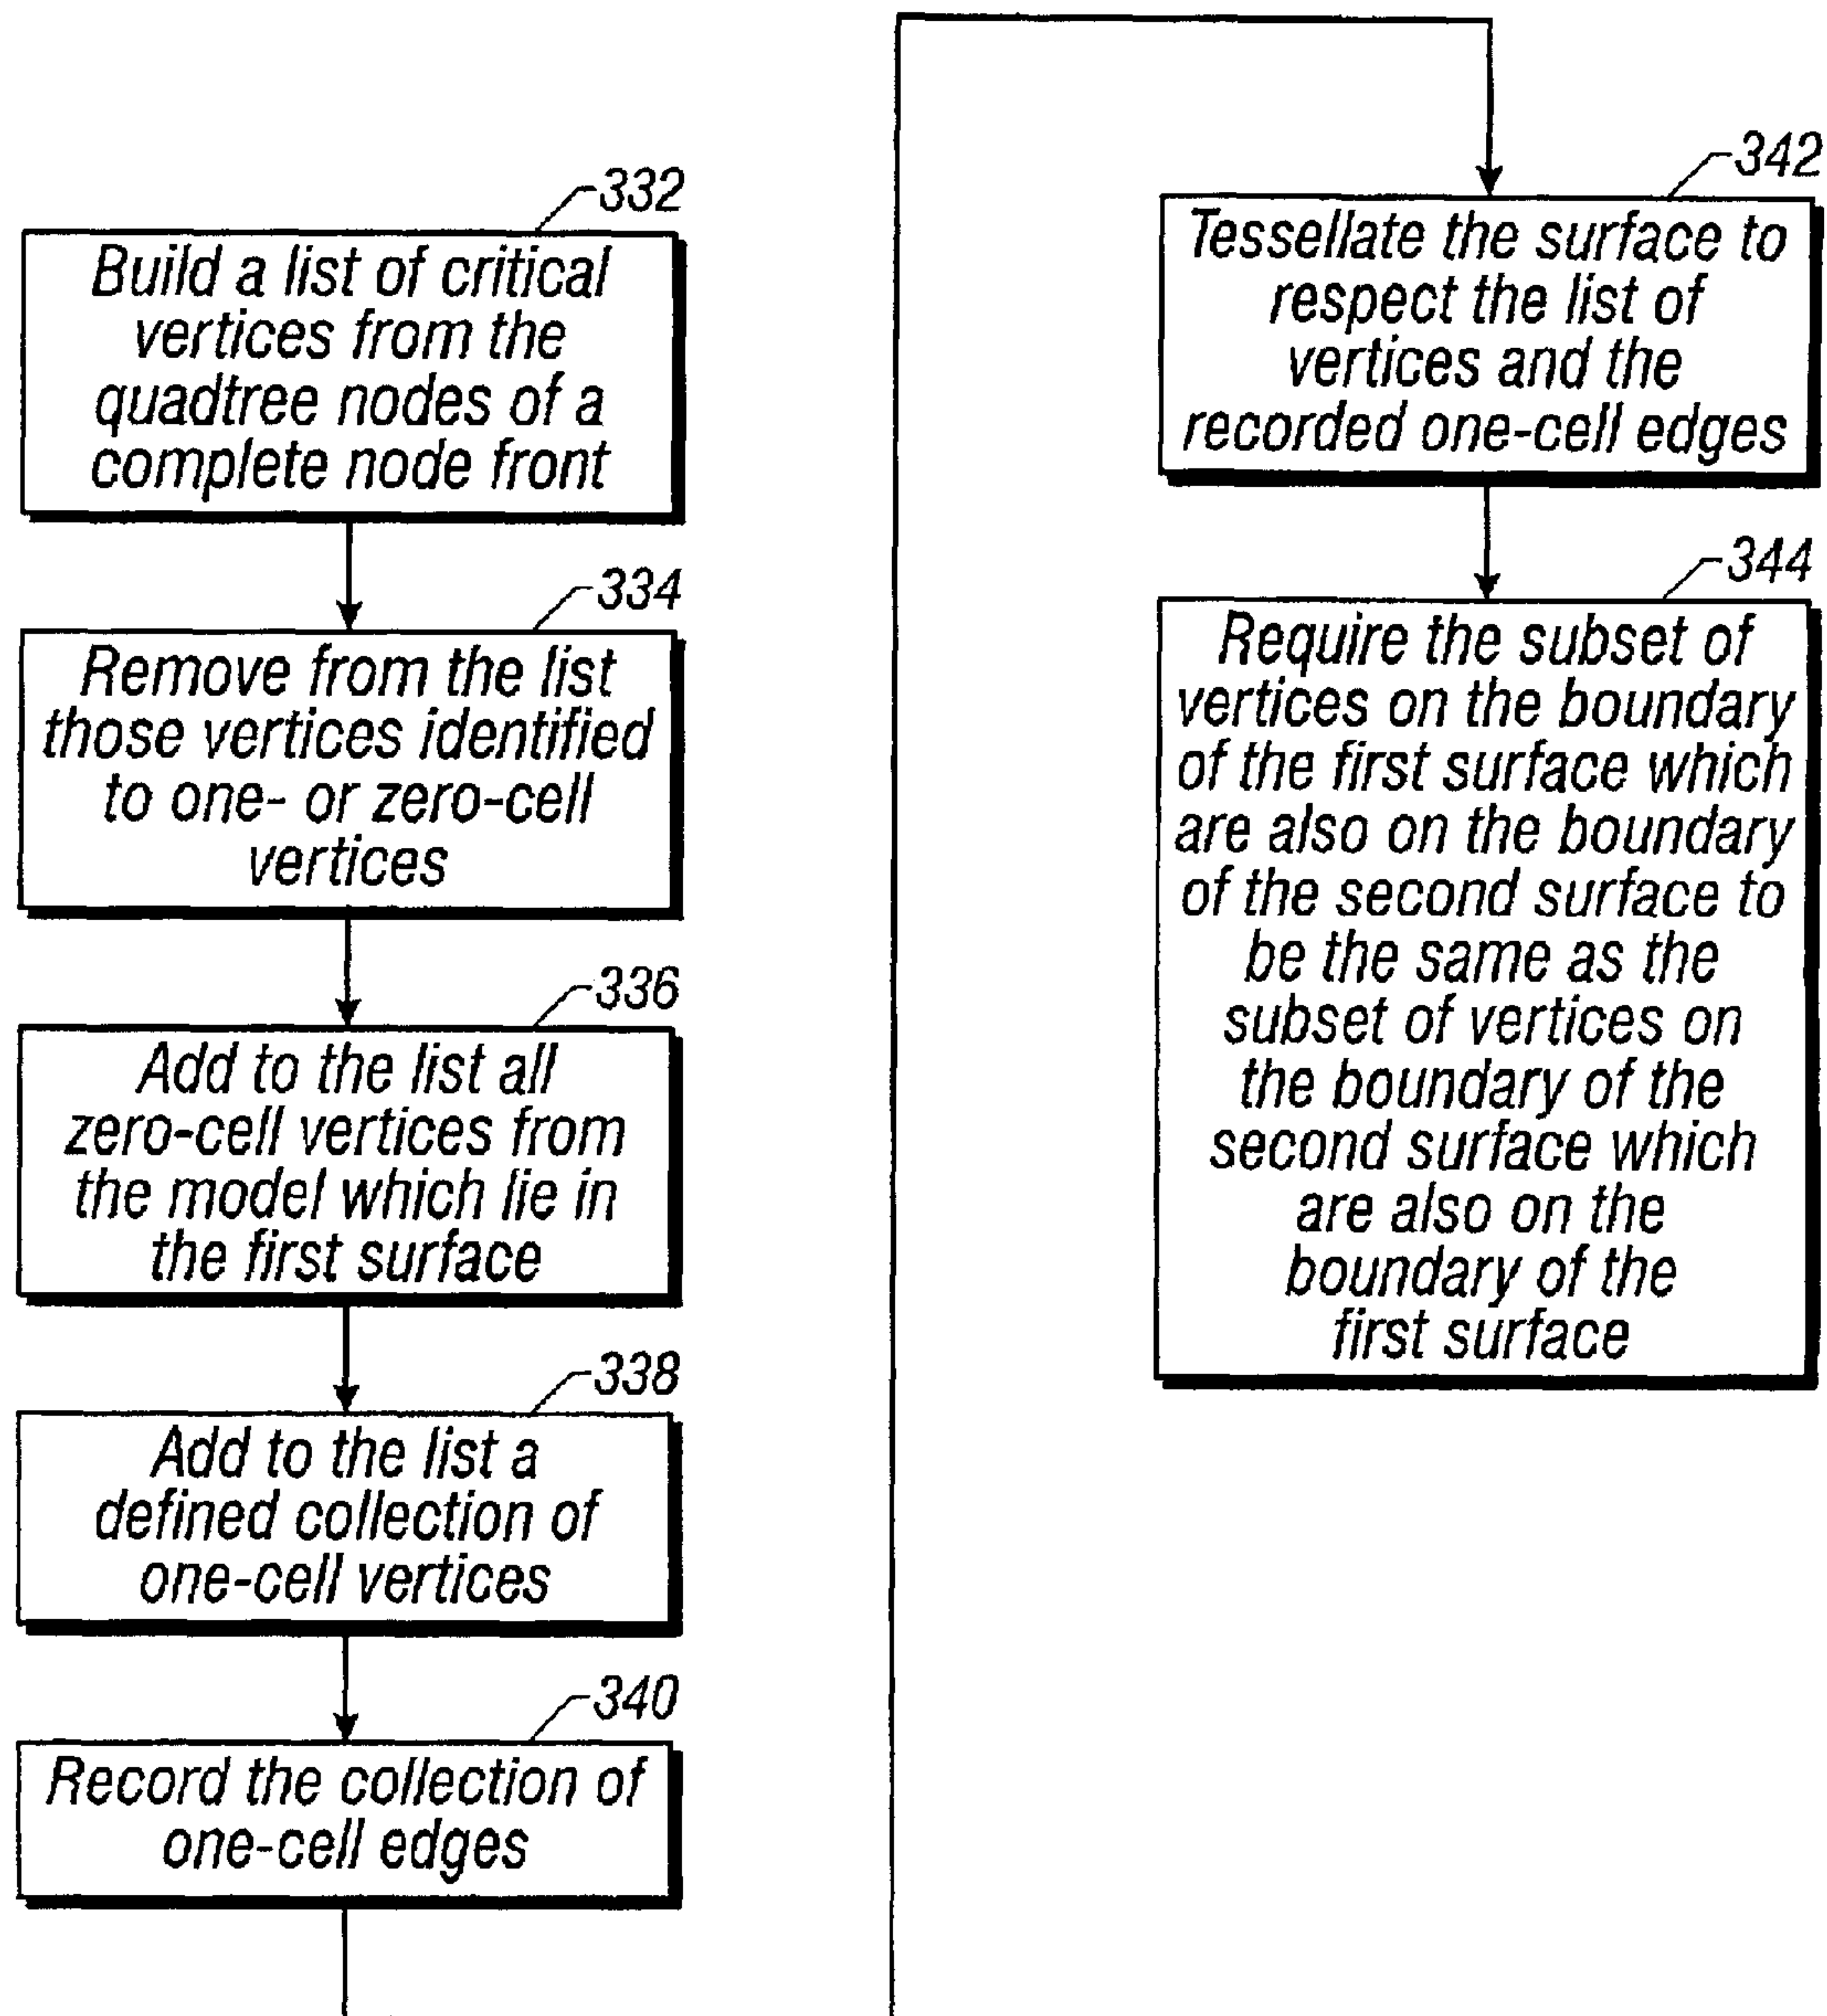 332
Build a list of critical
vertices from the
quadtree nodes of a
complete node front
334
Remove from the list
those vertices identified
to one- or zero-cell
vertices
336
Add to the list all
zero-cell vertices from
the model which lie in
the first surface
338
Add to the list a
defined collection of
one-cell vertices
340
Record the collection of
one-cell edges
342
Tessellate the surface to
respect the list of
vertices and the
recorded one-cell edges
344
Require the subset of
vertices on the boundary
of the first surface which
are also on the boundary
of the second surface to
be the same as the
subset of vertices on
the boundary of the
second surface which
are also on the
boundary of the
first surface